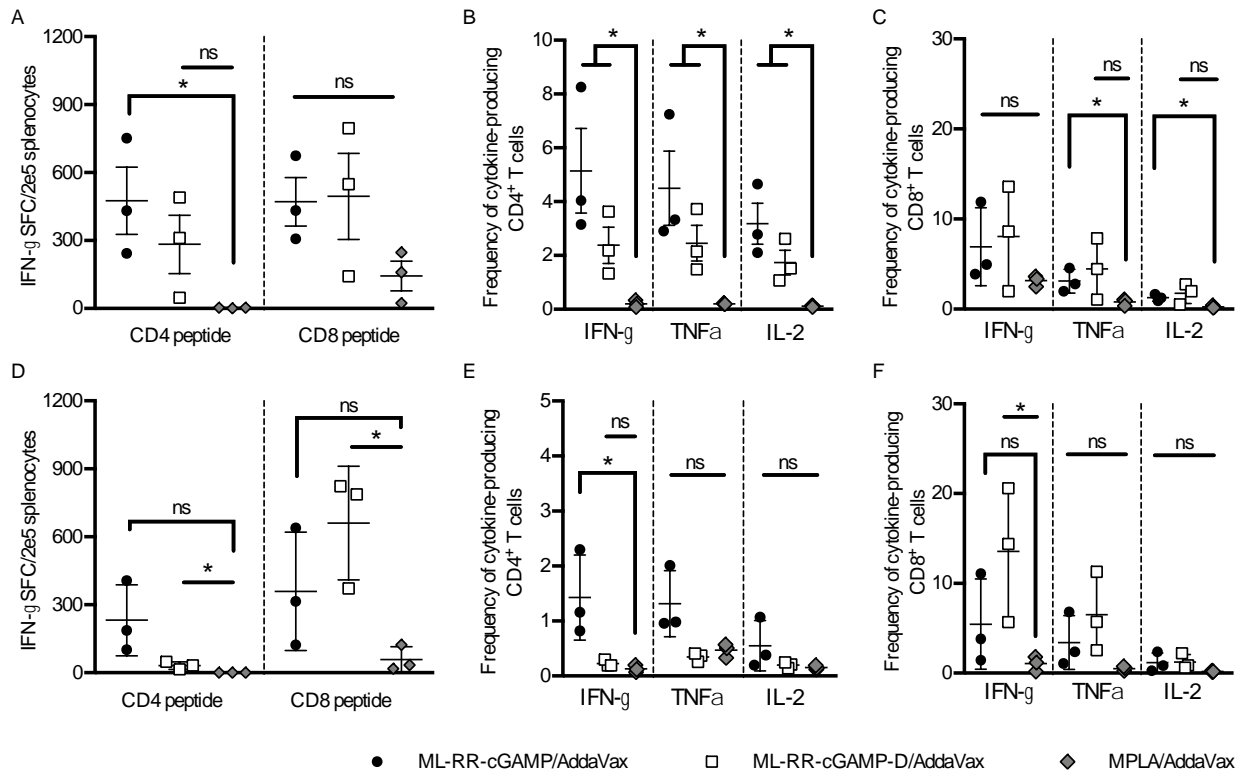 A
IFN-g SFC/2e5 splenocytes
1200
900
600
300
0
ns
*
ns
CD4 peptide
CD8 peptide
B
Frequency of cytokine-producing
CD4+ T cells
10
8
6
4
2
0
*
*
*
IFN-g
TNFa
IL-2
C
Frequency of cytokine-producing
CD8+ T cells
30
20
10
0
ns
ns
*
ns
*
IFN-g
TNFa
IL-2
D
IFN-g SFC/2e5 splenocytes
1200
900
600
300
0
ns
*
ns
*
CD4 peptide
CD8 peptide
E
Frequency of cytokine-producing
CD4+ T cells
5
4
3
2
1
0
ns
*
ns
ns
IFN-g
TNFa
IL-2
F
Frequency of cytokine-producing
CD8+ T cells
30
20
10
0
*
ns
ns
ns
IFN-g
TNFa
IL-2
ML-RR-cGAMP/AddaVax
ML-RR-cGAMP-D/AddaVax
MPLA/AddaVax